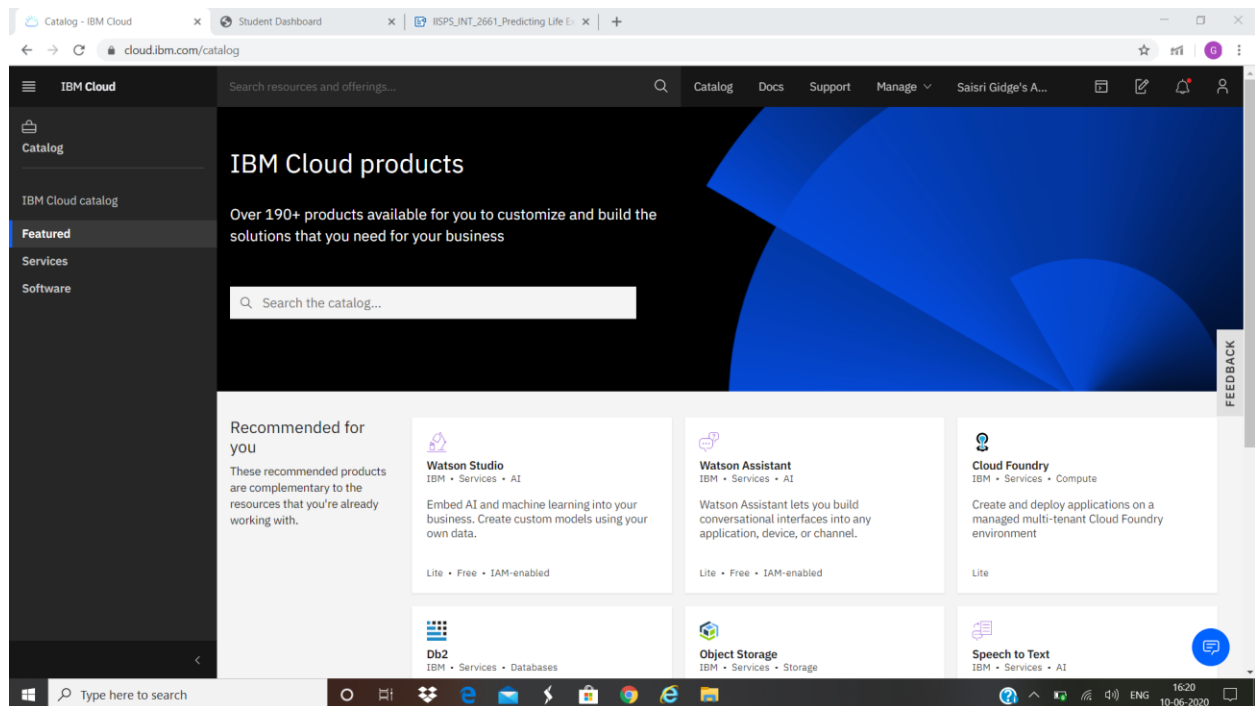 Catalog - IBM Cloud
Student Dashboard
IISPS_INT_2661_Predicting Life E
cloud.ibm.com/catalog
G
IBM Cloud
Search resources and offerings...
Catalog Docs Support Manage Saisri Gidge's A...
Catalog
IBM Cloud catalog
Featured
Services
Software
IBM Cloud products
Over 190+ products available for you to customize and build the
solutions that you need for your business
Search the catalog...
FEEDBACK
Recommended for
you
These recommended products
are complementary to the
resources that you're already
working with.
Watson Studio
IBM • Services • AI
Embed AI and machine learning into your
business. Create custom models using your
own data.
Lite • Free • IAM-enabled
Watson Assistant
IBM • Services • AI
Watson Assistant lets you build
conversational interfaces into any
application, device, or channel.
Lite • Free • IAM-enabled
Cloud Foundry
IBM • Services • Compute
Create and deploy applications on a
managed multi-tenant Cloud Foundry
environment
Lite
Db2
IBM • Services • Databases
Object Storage
IBM • Services • Storage
Speech to Text
IBM • Services • AI
Type here to search
ENG
16:20
10-06-2020